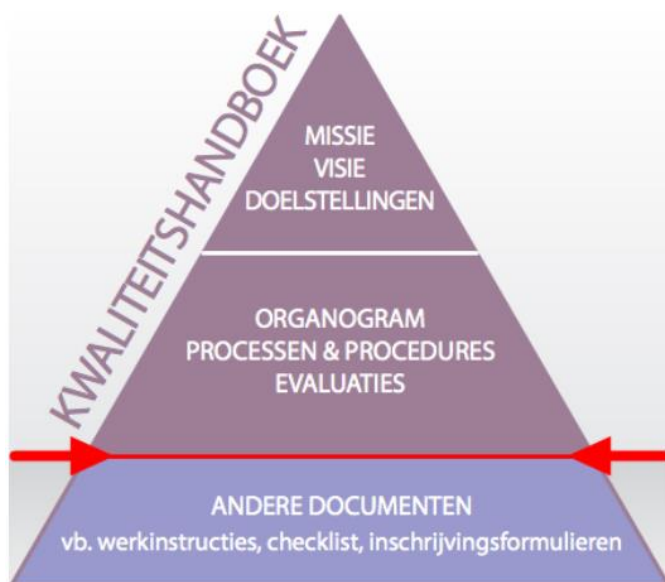 KWALITEITSHANDBOEK
MISSIE
VISIE
DOELSTELLINGEN
ORGANOGRAM
PROCESSEN & PROCEDURES
EVALUATIES
ANDERE DOCUMENTEN
vb. werkinstructies, checklist, inschrijvingsformulieren